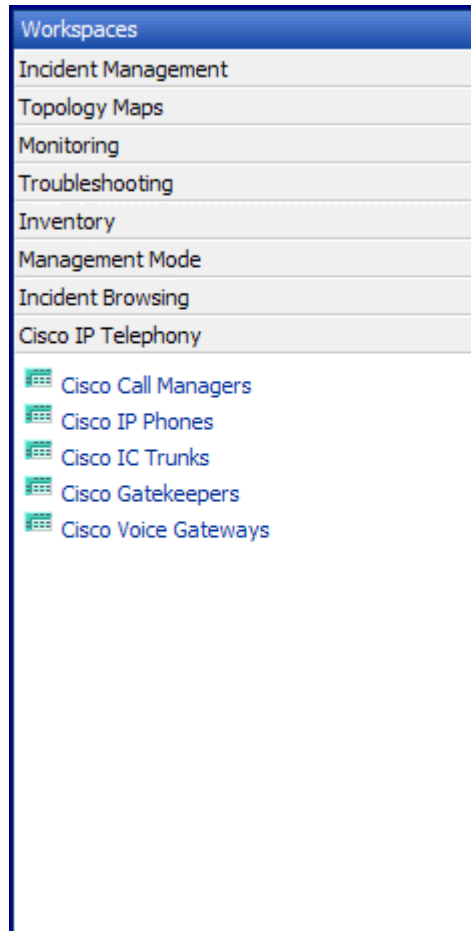 Workspaces
Incident Management
Topology Maps
Monitoring
Troubleshooting
Inventory
Management Mode
Incident Browsing
Cisco IP Telephony
Cisco Call Managers
Cisco IP Phones
Cisco IC Trunks
Cisco Gatekeepers
Cisco Voice Gateways